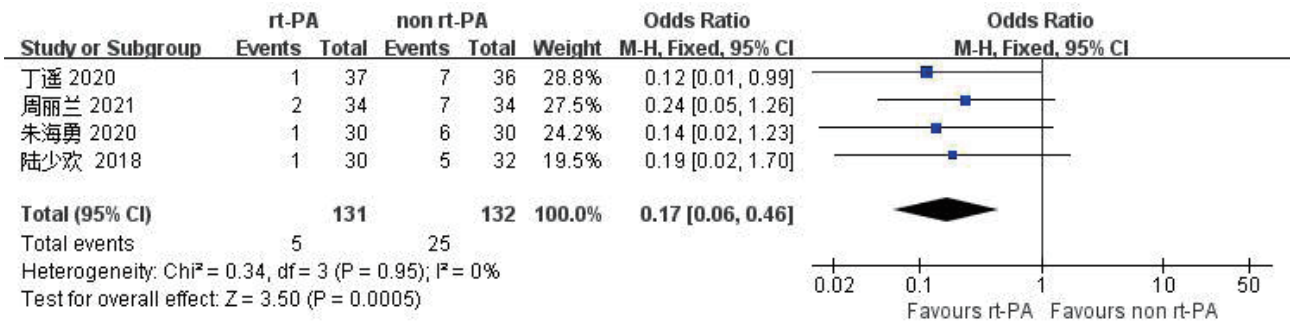 rt-PA non rt-PA Odds Ratio Odds Ratio
Study or Subgroup Events Total Events Total Weight M-H, Fixed, 95% CI M-H, Fixed, 95% CI
丁遥 2020 1 37 7 36 28.8% 0.12 [0.01, 0.99]
周丽兰 2021 2 34 7 34 27.5% 0.24 [0.05, 1.26]
朱海勇 2020 1 30 6 30 24.2% 0.14 [0.02, 1.23]
陆少欢 2018 1 30 5 32 19.5% 0.19 [0.02, 1.70]
Total (95% CI) 131 132 100.0% 0.17 [0.06, 0.46]
Total events 5 25
Heterogeneity: Chi² = 0.34, df = 3 (P = 0.95); I² = 0%
Test for overall effect: Z = 3.50 (P = 0.0005)
0.02 0.1 1 10 50
Favours rt-PA Favours non rt-PA